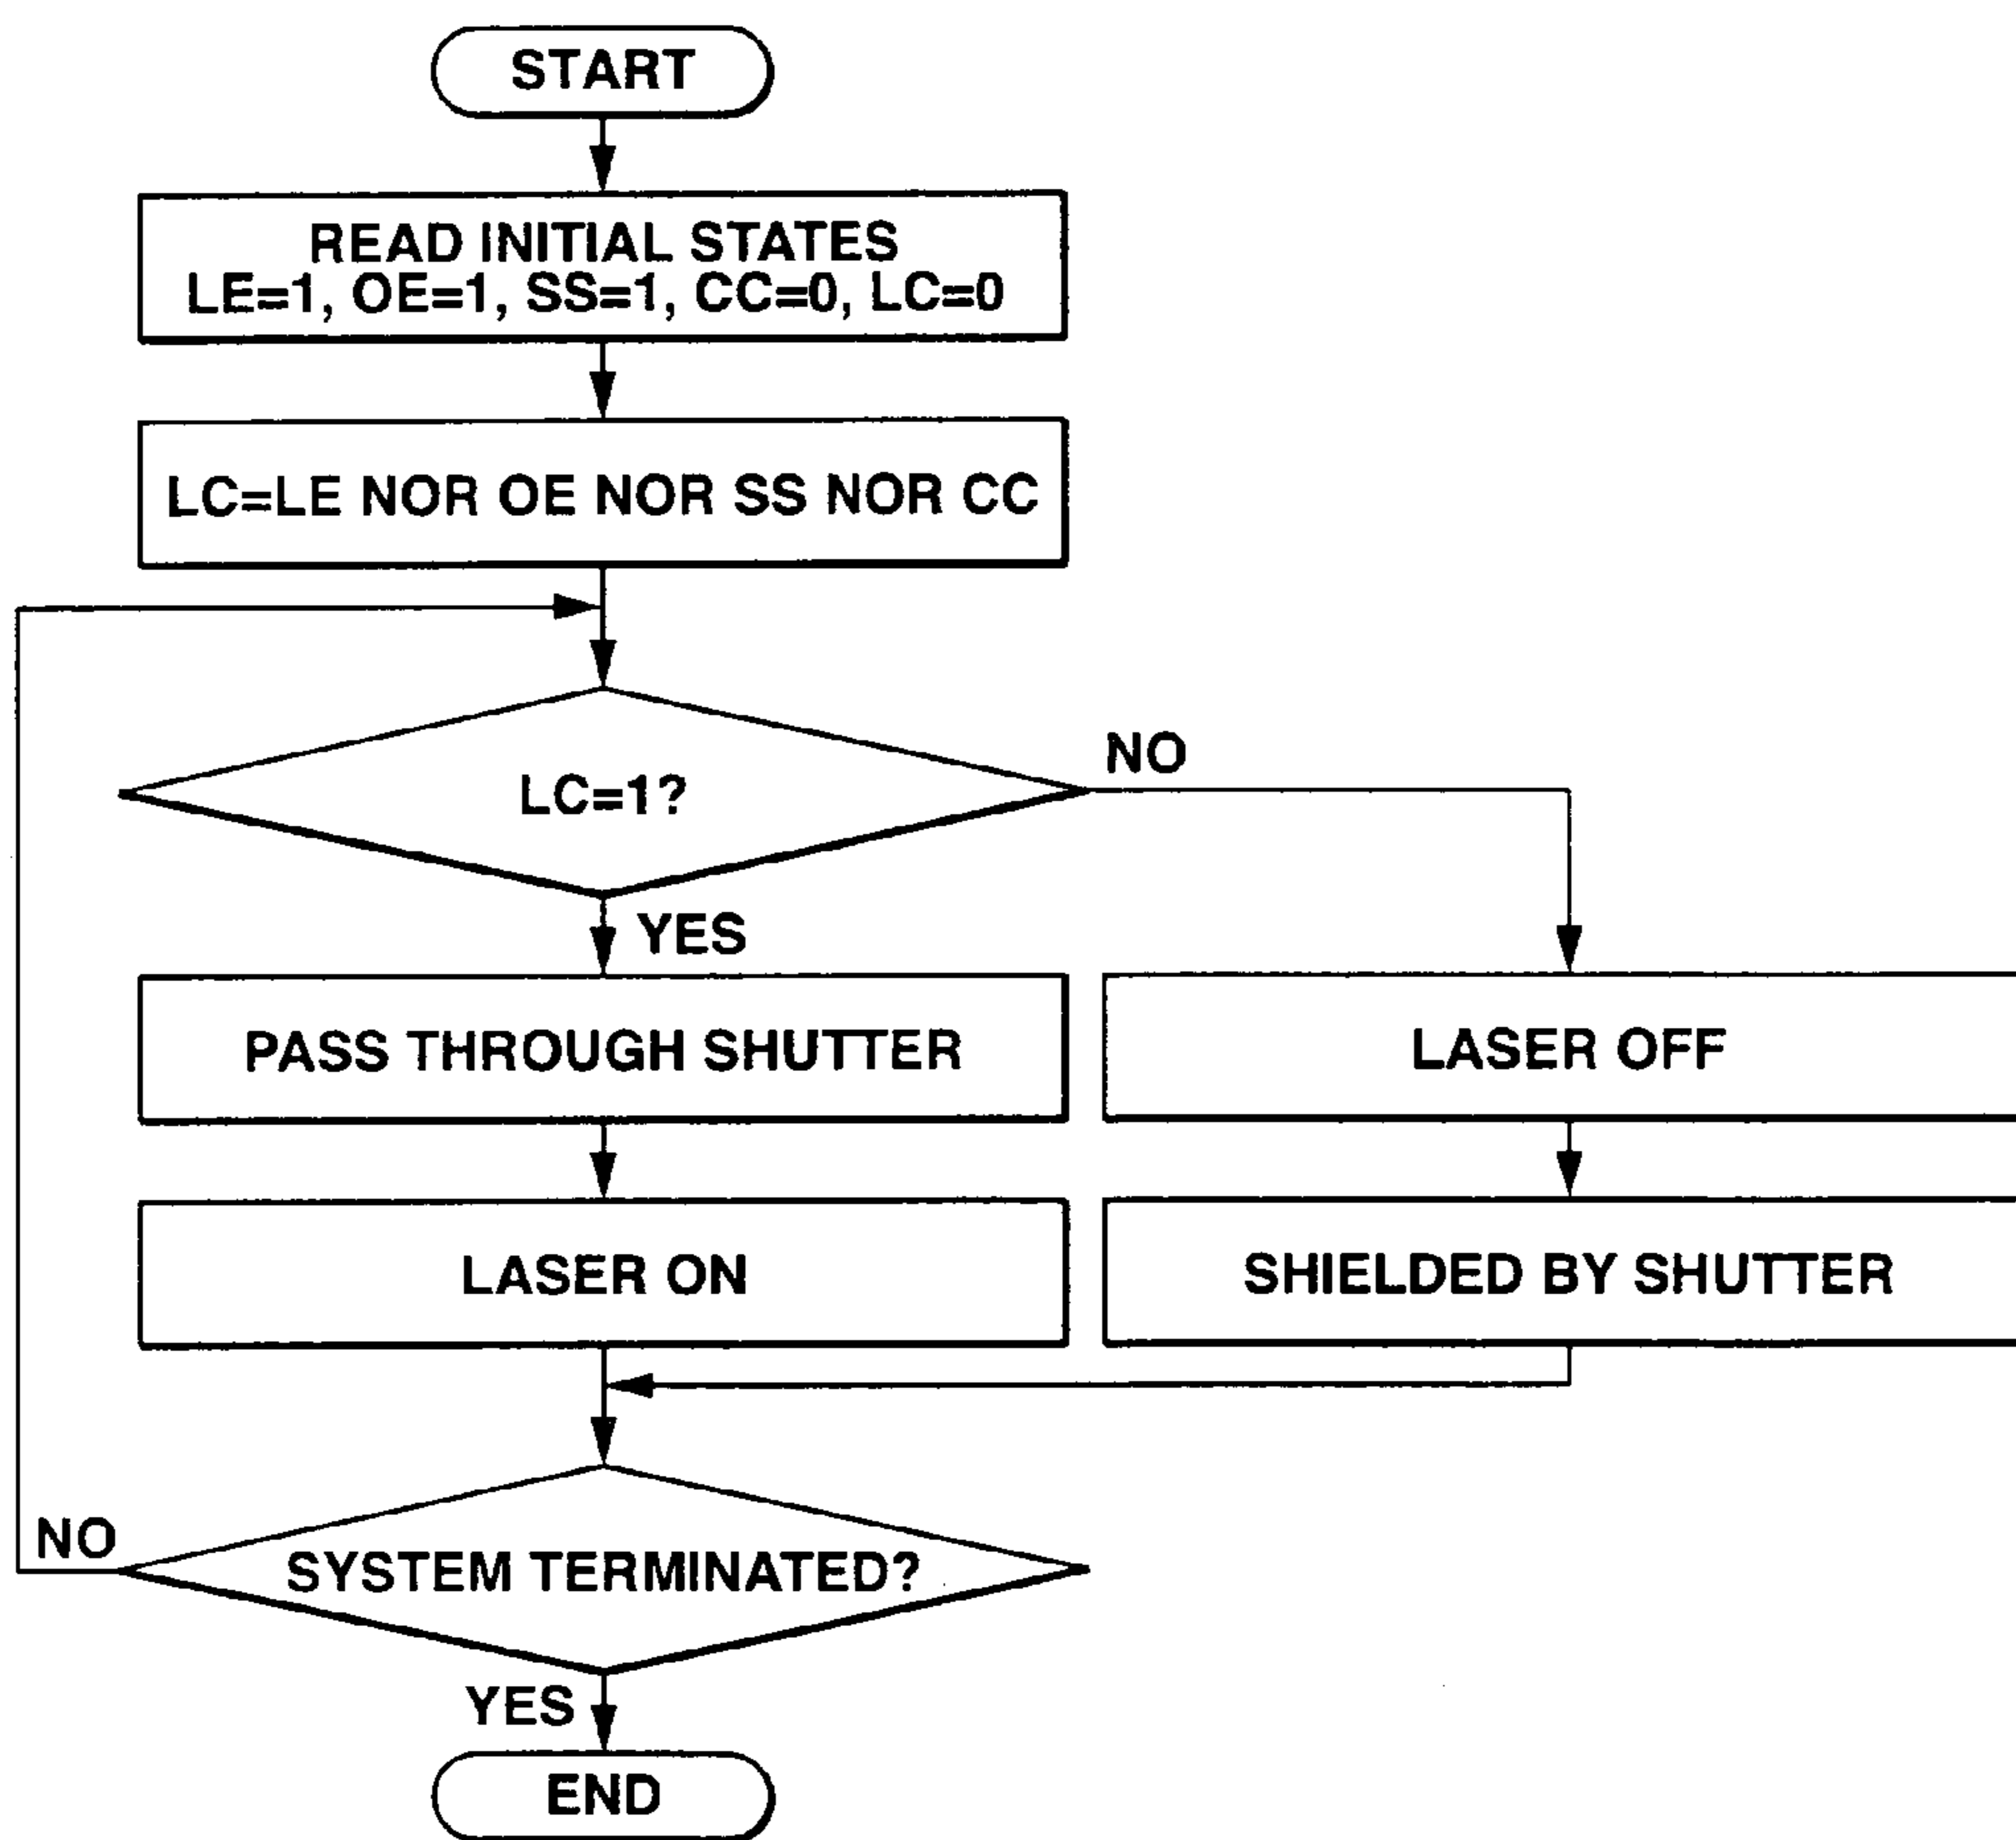 START
READ INITIAL STATES
LE=1, OE=1, SS=1, CC=0, LC=0
LC=LE NOR OE NOR SS NOR CC
LC=1?
NO
YES
PASS THROUGH SHUTTER
LASER OFF
LASER ON
SHIELDED BY SHUTTER
NO
SYSTEM TERMINATED?
YES
END